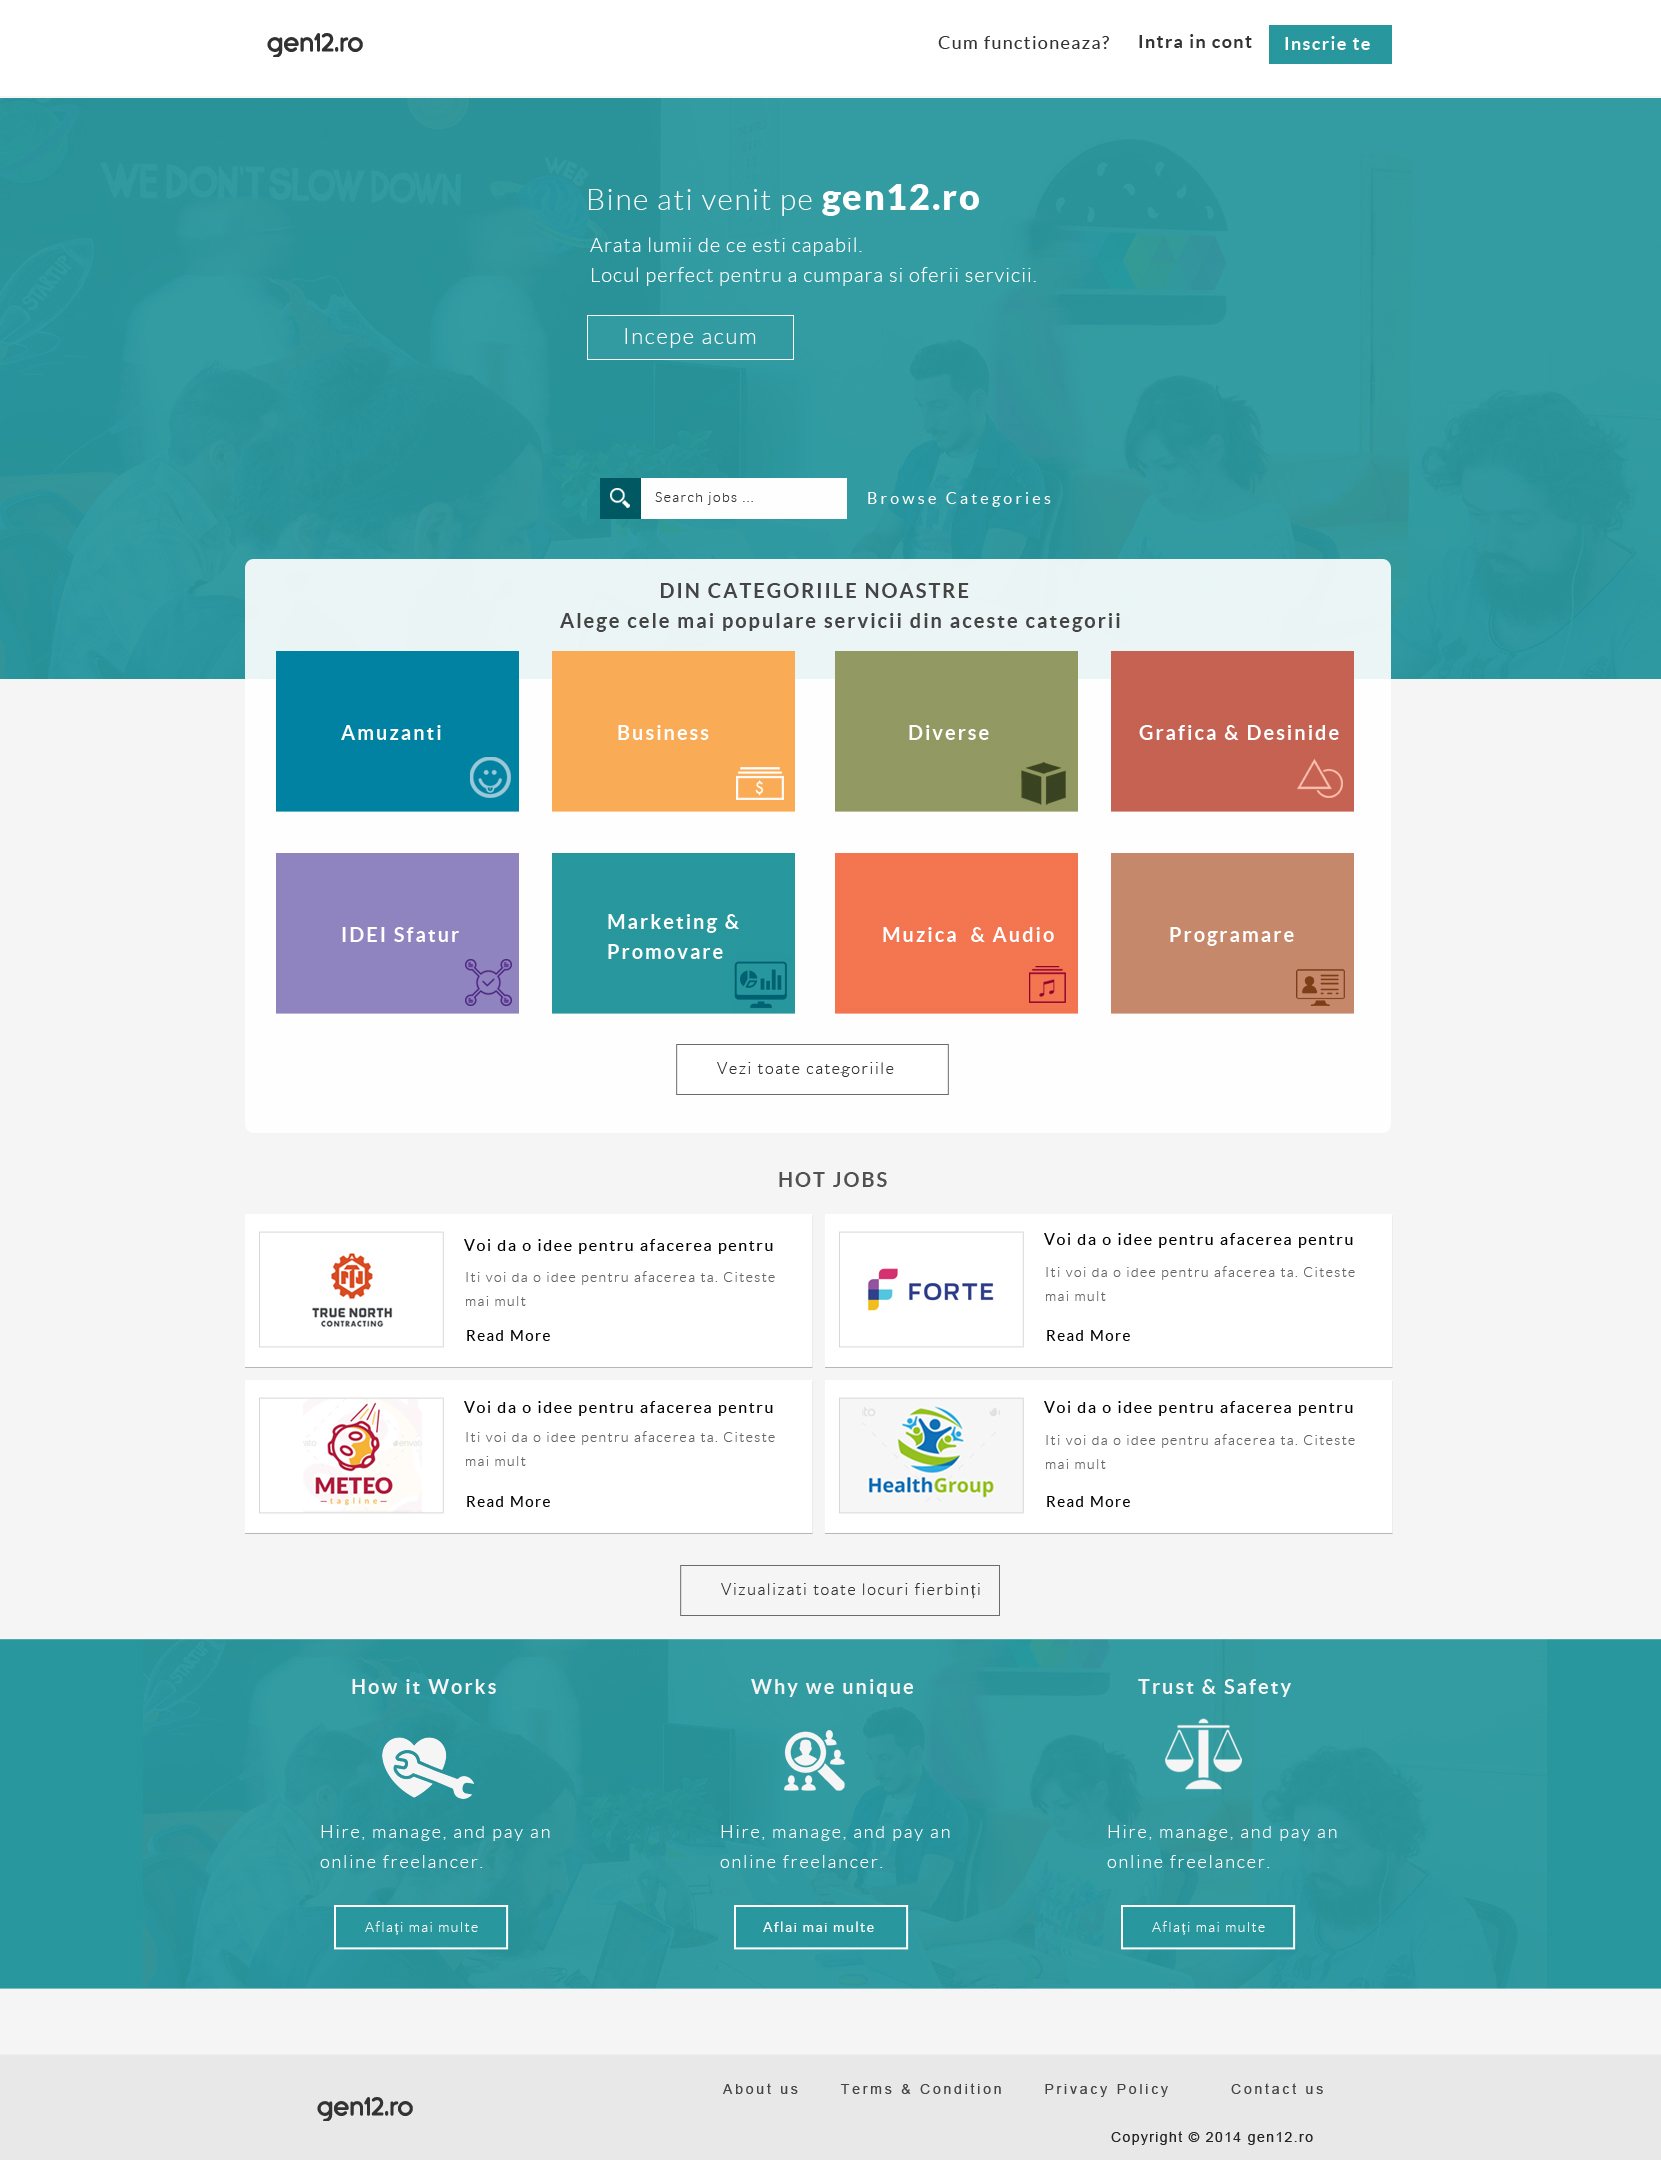 gen12.ro
Cum functioneaza?
Intra in cont
Inscrie te
WE DON'T SLOW DOWN
WEB
STARTUP
Bine ati venit pe gen12.ro
Arata lumii de ce esti capabil.
Locul perfect pentru a cumpara si oferii servicii.
Incepe acum
Search jobs ...
Browse Categories
DIN CATEGORIILE NOASTRE
Alege cele mai populare servicii din aceste categorii
Amuzanti
Business
$
Diverse
Grafica & Desinide
IDEI Sfatur
Marketing &
Promovare
Muzica & Audio
Programare
Vezi toate categoriile
HOT JOBS
TRUE NORTH
CONTRACTING
Voi da o idee pentru afacerea pentru
Iti voi da o idee pentru afacerea ta. Citeste
mai mult
Read More
FORTE
Voi da o idee pentru afacerea pentru
Iti voi da o idee pentru afacerea ta. Citeste
mai mult
Read More
METEO
tagline
Voi da o idee pentru afacerea pentru
Iti voi da o idee pentru afacerea ta. Citeste
mai mult
Read More
HealthGroup
Voi da o idee pentru afacerea pentru
Iti voi da o idee pentru afacerea ta. Citeste
mai mult
Read More
Vizualizati toate locuri fierbinți
STARTUP
How it Works
Hire, manage, and pay an
online freelancer.
Aflați mai multe
Why we unique
Hire, manage, and pay an
online freelancer.
Aflai mai multe
Trust & Safety
Hire, manage, and pay an
online freelancer.
Aflați mai multe
gen12.ro
About us
Terms & Condition
Privacy Policy
Contact us
Copyright © 2014 gen12.ro